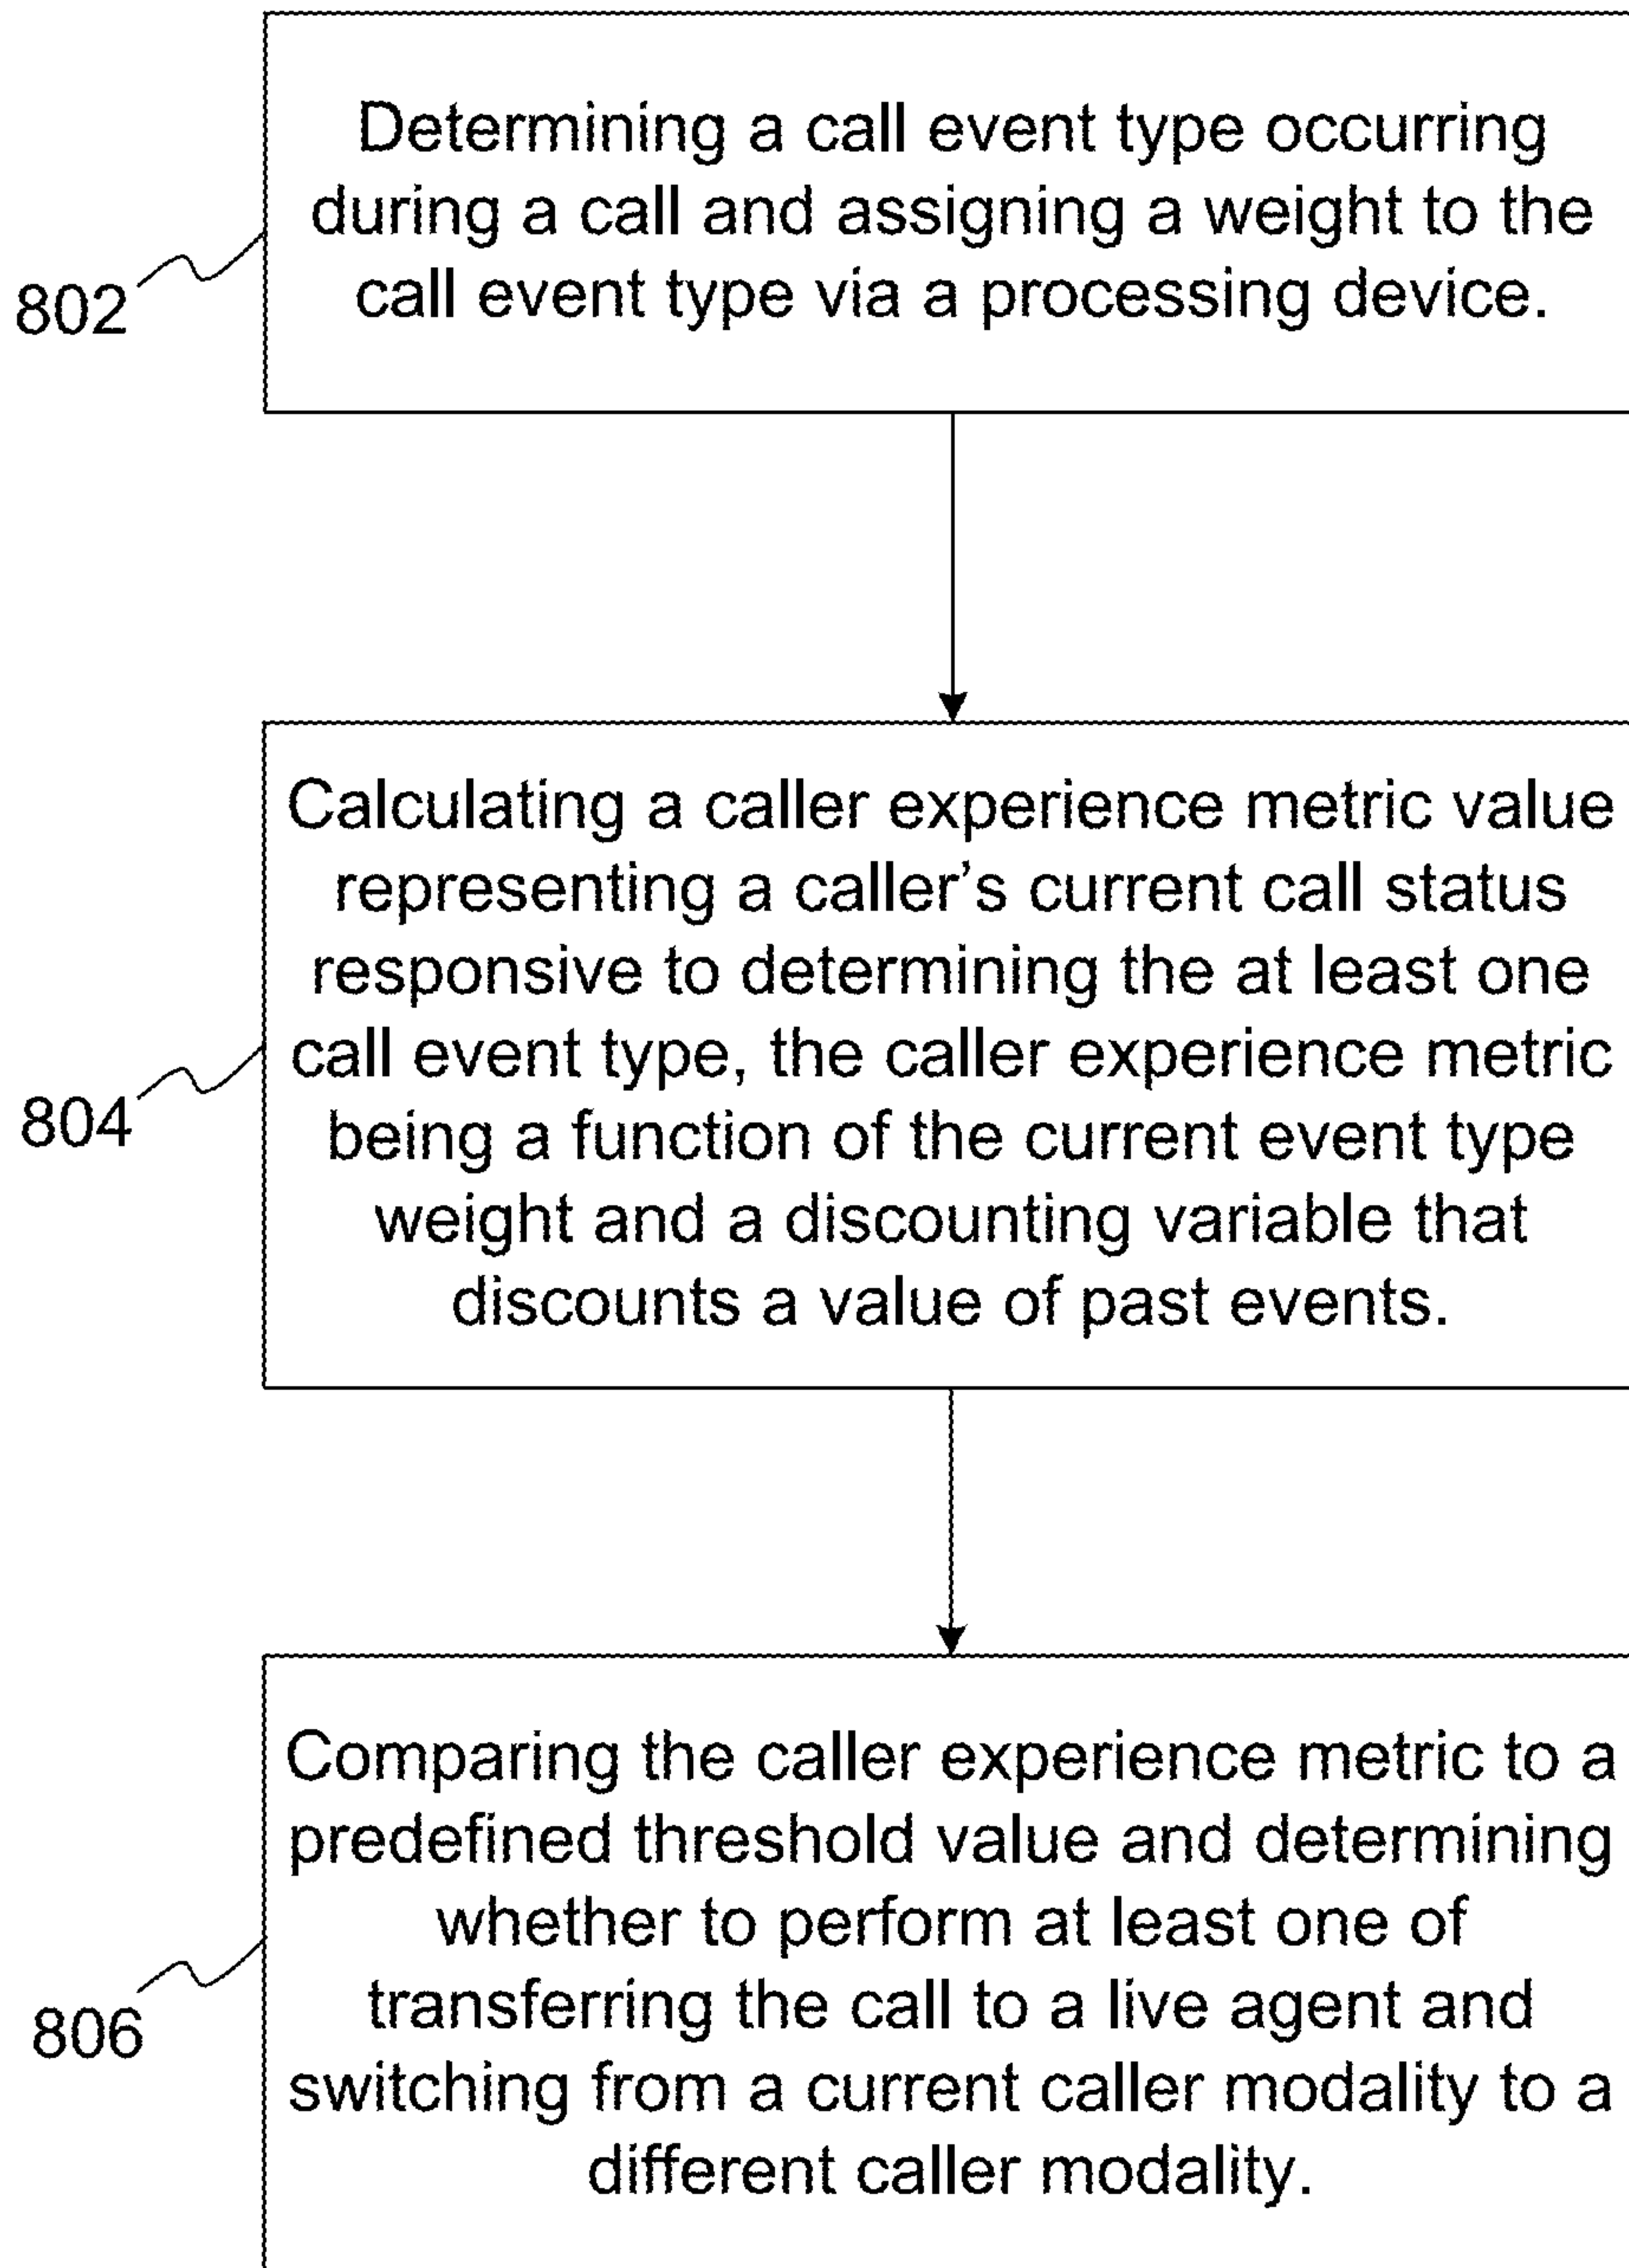 Determining a call event type occurring
during a call and assigning a weight to the
call event type via a processing device.
802
Calculating a caller experience metric value
representing a caller’s current call status
responsive to determining the at least one
call event type, the caller experience metric
being a function of the current event type
weight and a discounting variable that
discounts a value of past events.
804
Comparing the caller experience metric to a
predefined threshold value and determining
whether to perform at least one of
transferring the call to a live agent and
switching from a current caller modality to a
different caller modality.
806